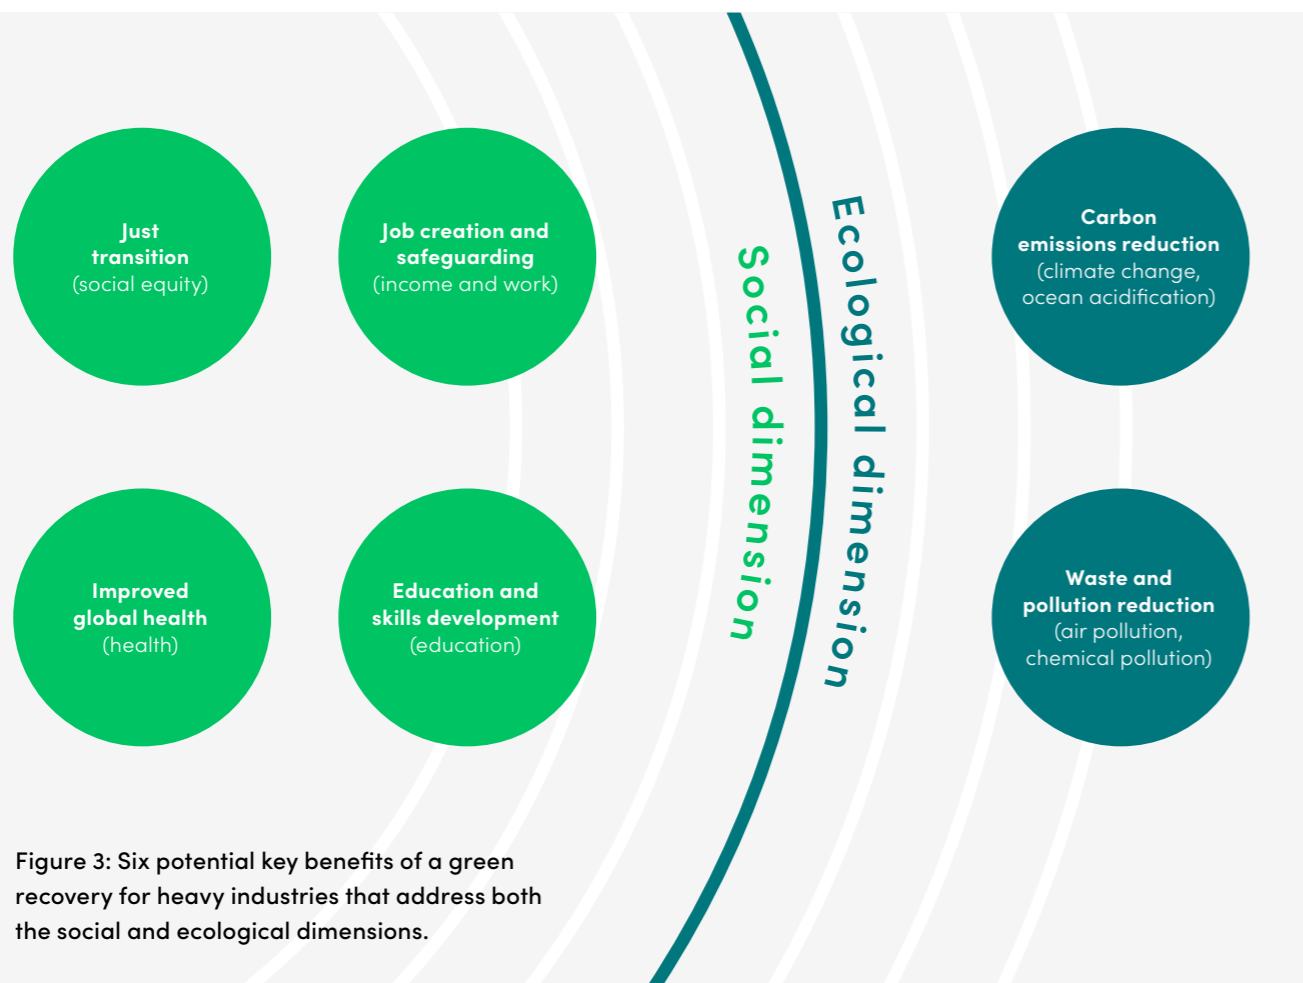 Just
transition
(social equity)
Job creation and
safeguarding
(income and work)
Improved
global health
(health)
Education and
skills development
(education)
Social dimension
Ecological dimension
Carbon
emissions reduction
(climate change,
ocean acidification)
Waste and
pollution reduction
(air pollution,
chemical pollution)
Figure 3: Six potential key benefits of a green
recovery for heavy industries that address both
the social and ecological dimensions.